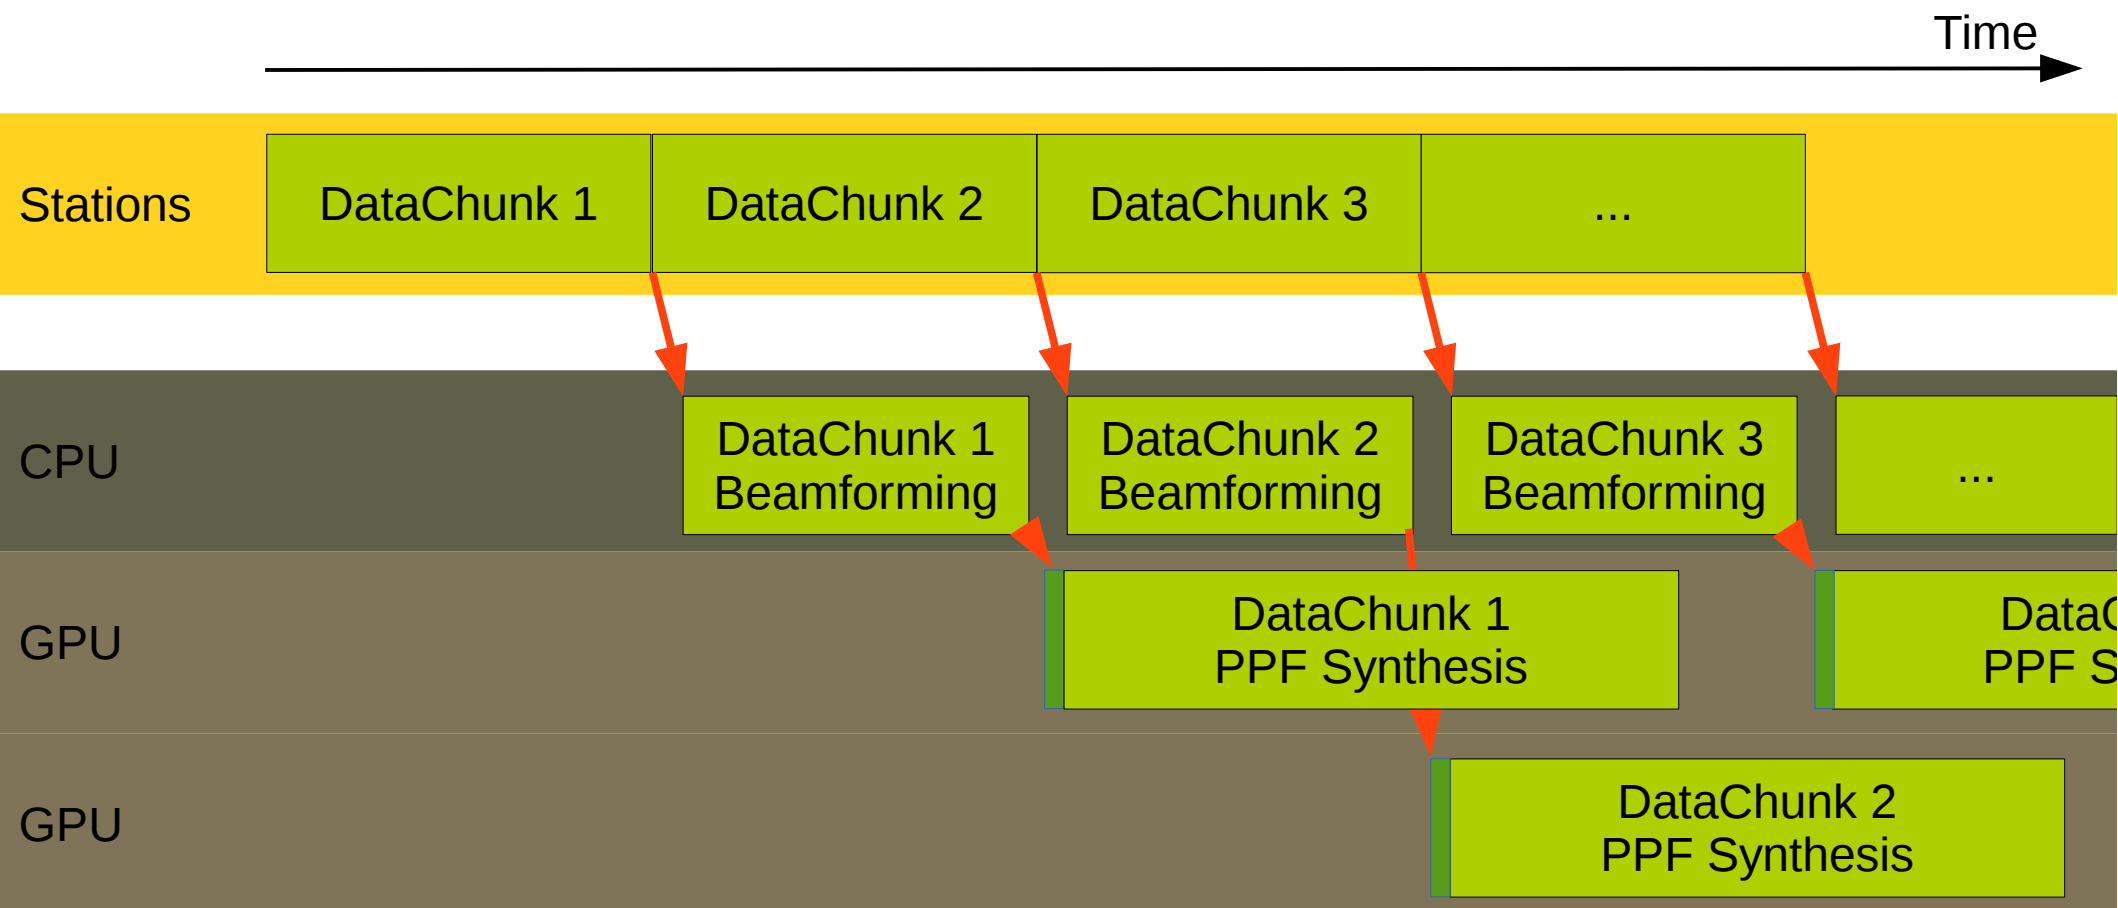 Time
Stations
DataChunk 1
DataChunk 2
DataChunk 3
...
CPU
DataChunk 1
Beamforming
DataChunk 2
Beamforming
DataChunk 3
Beamforming
...
GPU
DataChunk 1
PPF Synthesis
PPF
GPU
DataChunk 2
PPF Synthesis